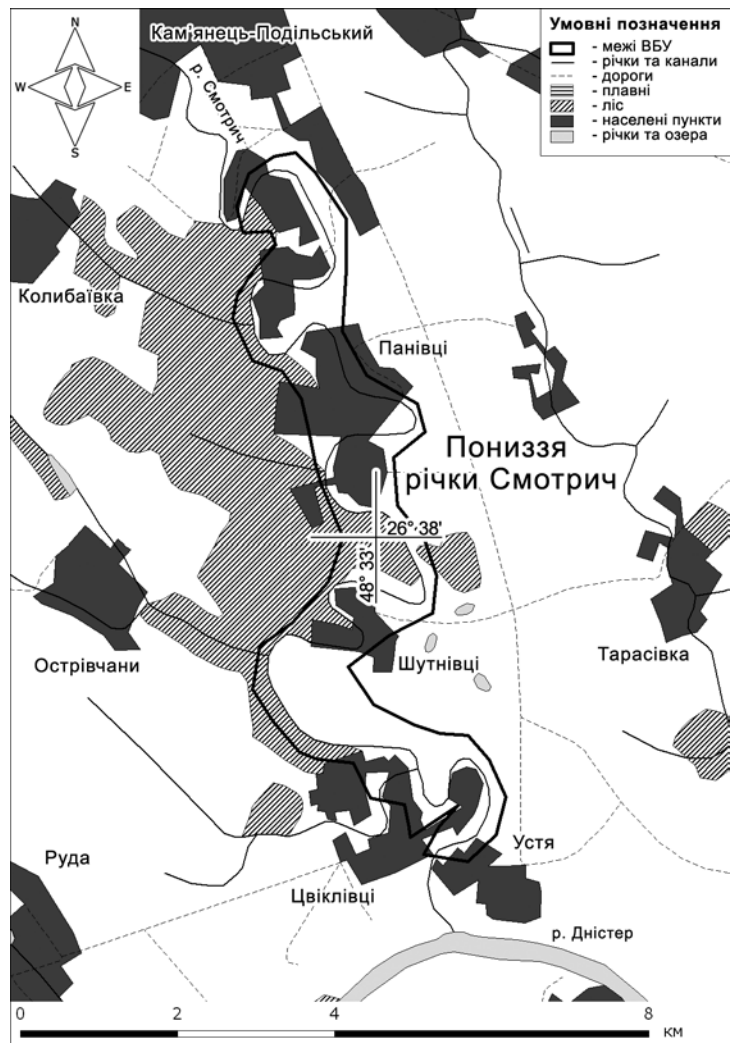 N
W
E
S
Кам'янець-Подільський
р. Смотрич
Умовні позначення
- межі ВБУ
- річки та канали
- дороги
- плавні
- ліс
- населені пункти
- річки та озера
Колибаївка
Панівці
Пониззя
річки Смотрич
26° 38'
48° 33'
Острівчани
Шутнівці
Тарасівка
Руда
Устя
Цвіклівці
р. Дністер
0 2 4 8
км